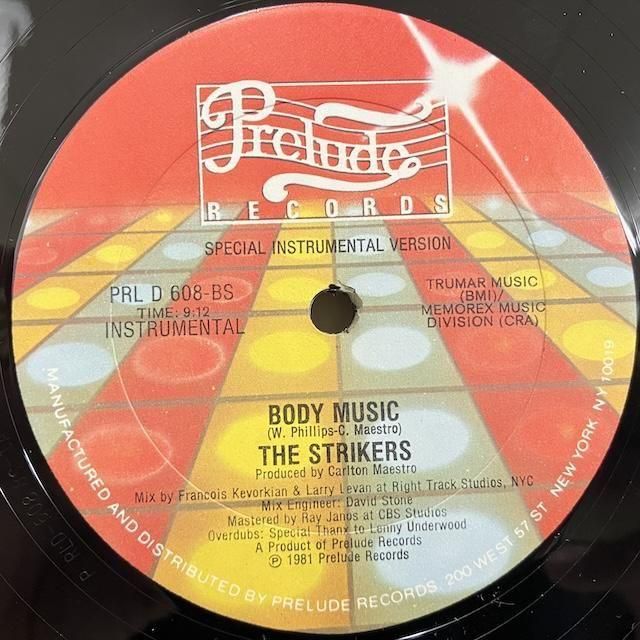 Prelude
RECORDS
SPECIAL INSTRUMENTAL VERSION
PRL D 608-BS
TIME: 9:12
INSTRUMENTAL
TRUMAR MUSIC
(BMI)/
MEMOREX MUSIC
DIVISION (CRA)
BODY MUSIC
(W. Phillips-C. Maestro)
THE STRIKERS
Produced by Carlton Maestro
Mix by Francois Kevorkian & Larry Levan at Right Track Studios, NYC
Mix Engineer: David Stone
Mastered by Ray Janos at CBS Studios
Overdubs: Special Thanx to Lenny Underwood
A Product of Prelude Records
℗ 1981 Prelude Records
MANUFACTURED AND DISTRIBUTED BY PRELUDE RECORDS, 200 WEST 57 ST NEW YORK, NY 10019